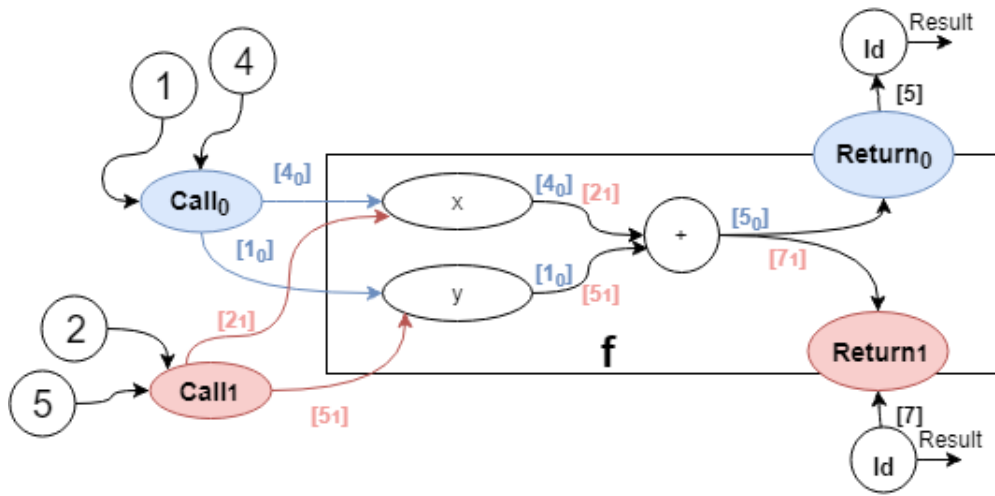 Id
Result
[5]
1
4
Call₀
[4₀]
[1₀]
x
[4₀]
[2₁]
+
[5₀]
[7₁]
Return₀
y
[1₀]
[5₁]
[2₁]
2
5
Call₁
[5₁]
f
Return₁
[7]
Id
Result